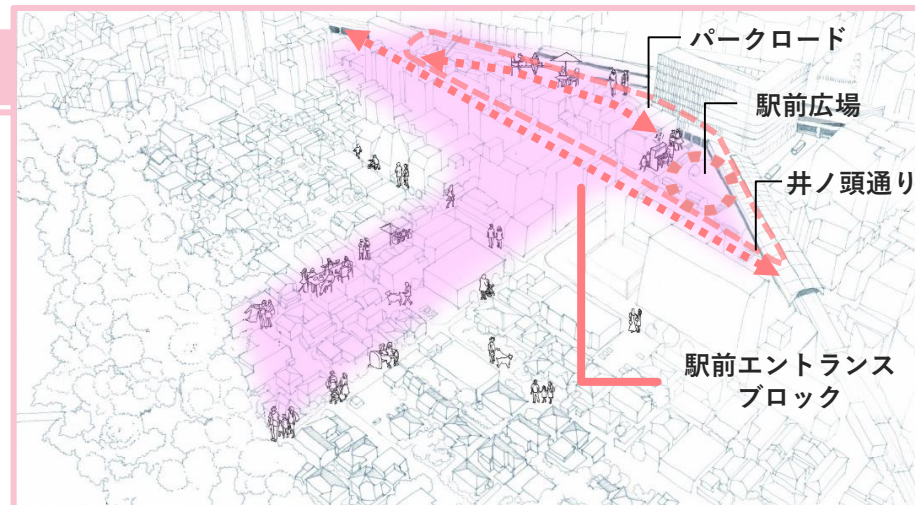 パークロード
駅前広場
井ノ頭通り
駅前エントランス
ブロック